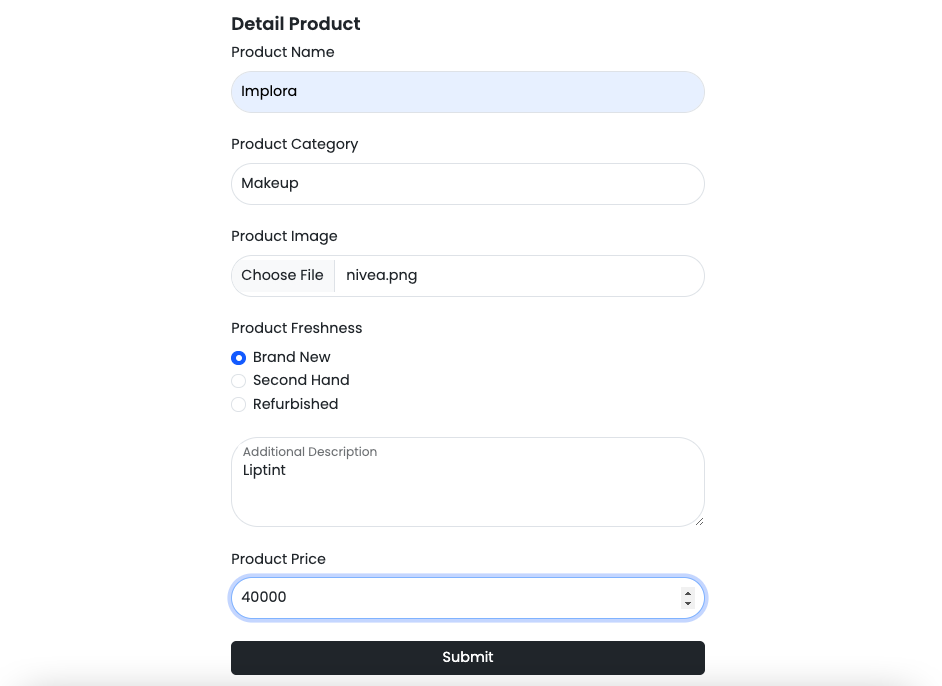 Detail Product
Product Name
Implora
Product Category
Makeup
Product Image
Choose File nivea.png
Product Freshness
Brand New
Second Hand
Refurbished
Additional Description
Liptint
Product Price
40000
Submit